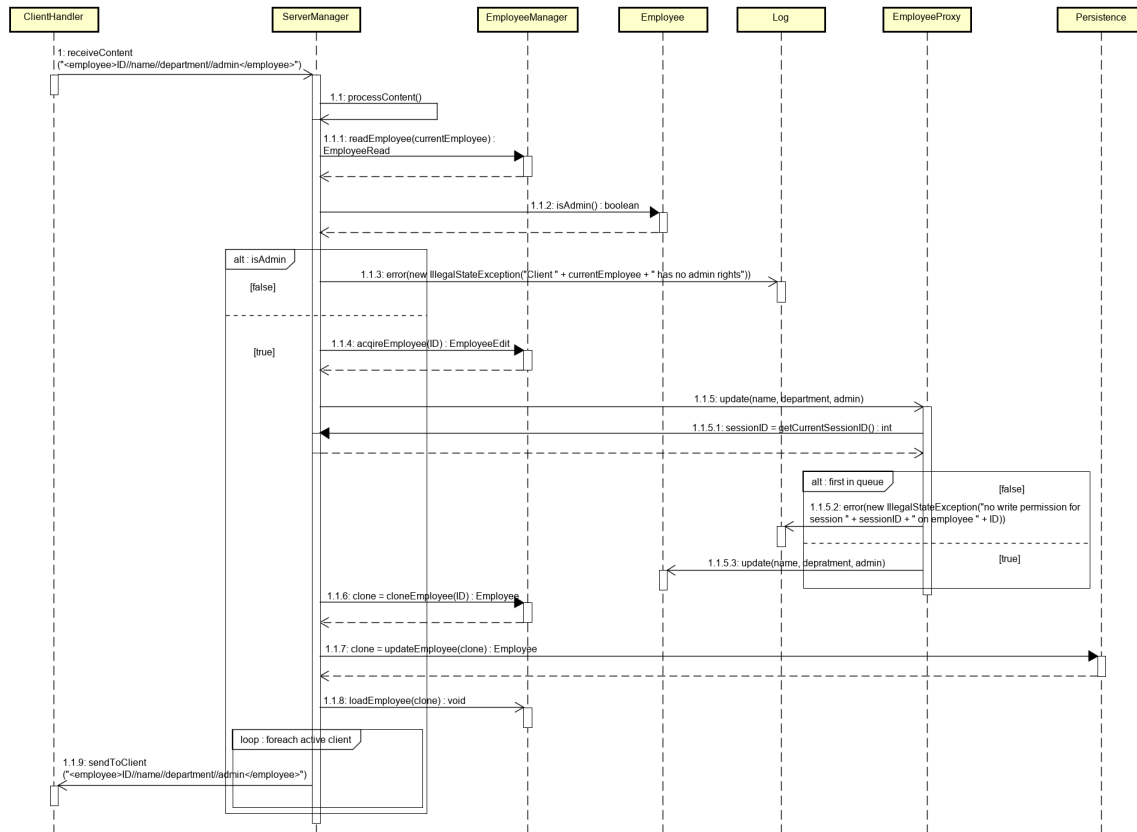 ClientHandler
ServerManager
EmployeeManager
Employee
Log
EmployeeProxy
Persistence
1: receiveContent
("<employee>ID//name//department//admin</employee>")
1.1: processContent()
1.1.1: readEmployee(currentEmployee) :
EmployeeRead
1.1.2: isAdmin() : boolean
alt : isAdmin
1.1.3: error(new IllegalStateException("Client " + currentEmployee + " has no admin rights"))
[false]
[true]
1.1.4: acqireEmployee(ID) : EmployeeEdit
1.1.5: update(name, department, admin)
1.1.5.1: sessionID = getCurrentSessionID() : int
alt : first in queue
[false]
1.1.5.2: error(new IllegalStateException("no write permission for
session " + sessionID + " on employee " + ID))
[true]
1.1.5.3: update(name, depratment, admin)
1.1.6: clone = cloneEmployee(ID) : Employee
1.1.7: clone = updateEmployee(clone) : Employee
1.1.8: loadEmployee(clone) : void
loop : foreach active client
1.1.9: sendToClient
("<employee>ID//name//department//admin</employee>")